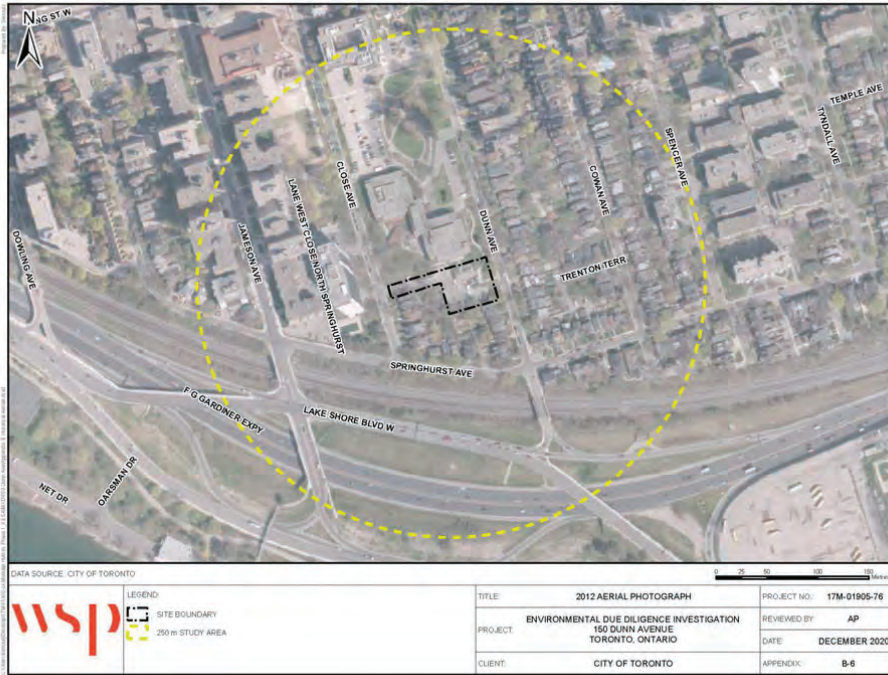 NG ST W
N
TEMPLE AVE
TYNDALL AVE
SPENCER AVE
COWAN AVE
CLOSE AVE
LANE WEST CLOSE NORTH SPRINGHURST
JAMESON AVE
DUNN AVE
DOWLING AVE
TRENTON TERR
SPRINGHURST AVE
F G GARDINER EXPY
LAKE SHORE BLVD W
NET DR
OARSMAN DR
DATA SOURCE: CITY OF TORONTO
0 25 50 100 150
wsp
LEGEND:
SITE BOUNDARY
250 m STUDY AREA
TITLE: 2012 AERIAL PHOTOGRAPH
PROJECT: ENVIRONMENTAL DUE DILIGENCE INVESTIGATION
150 DUNN AVENUE
TORONTO, ONTARIO
CLIENT: CITY OF TORONTO
PROJECT NO.: 17M-01905-76
REVIEWED BY: AP
DATE: DECEMBER 2020
APPENDIX: B-6